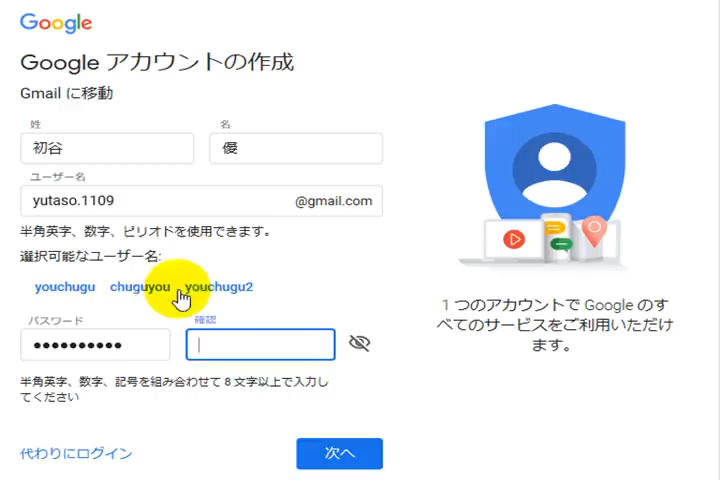 Google
Google アカウントの作成
Gmail に移動
姓
名
初谷
優
ユーザー名
yutaso.1109
@gmail.com
半角英字、数字、ピリオドを使用できます。
選択可能なユーザー名:
youchugu chuguyou youchugu2
パスワード
確認
••••••••••
半角英字、数字、記号を組み合わせて 8 文字以上で入力し
てください
代わりにログイン
次へ
1 つのアカウントで Google のす
べてのサービスをご利用いただけ
ます。